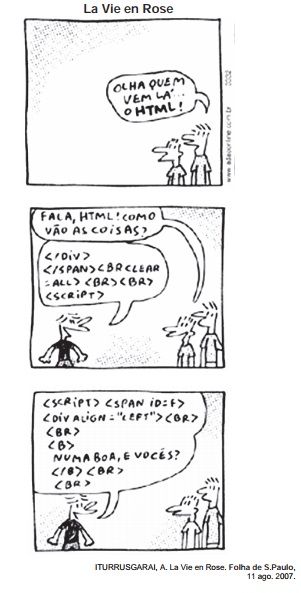 La Vie en Rose
OLHA QUEM
VEM LÁ...
O HTML!
2002
www.adaoonline.com.br
FALA, HTML! COMO
VÃO AS COISAS?
</DIV>
</SPAN><BR CLEAR
=ALL><BR><BR>
<SCRIPT>
<SCRIPT><SPAN ID=F>
<DIV ALIGN="LEFT"><BR>
<BR>
<B>
NUMA BOA, E VOCÊS?
</B><BR>
<BR>
ITURRUSGARAI, A. La Vie en Rose. Folha de S.Paulo,
11 ago. 2007.